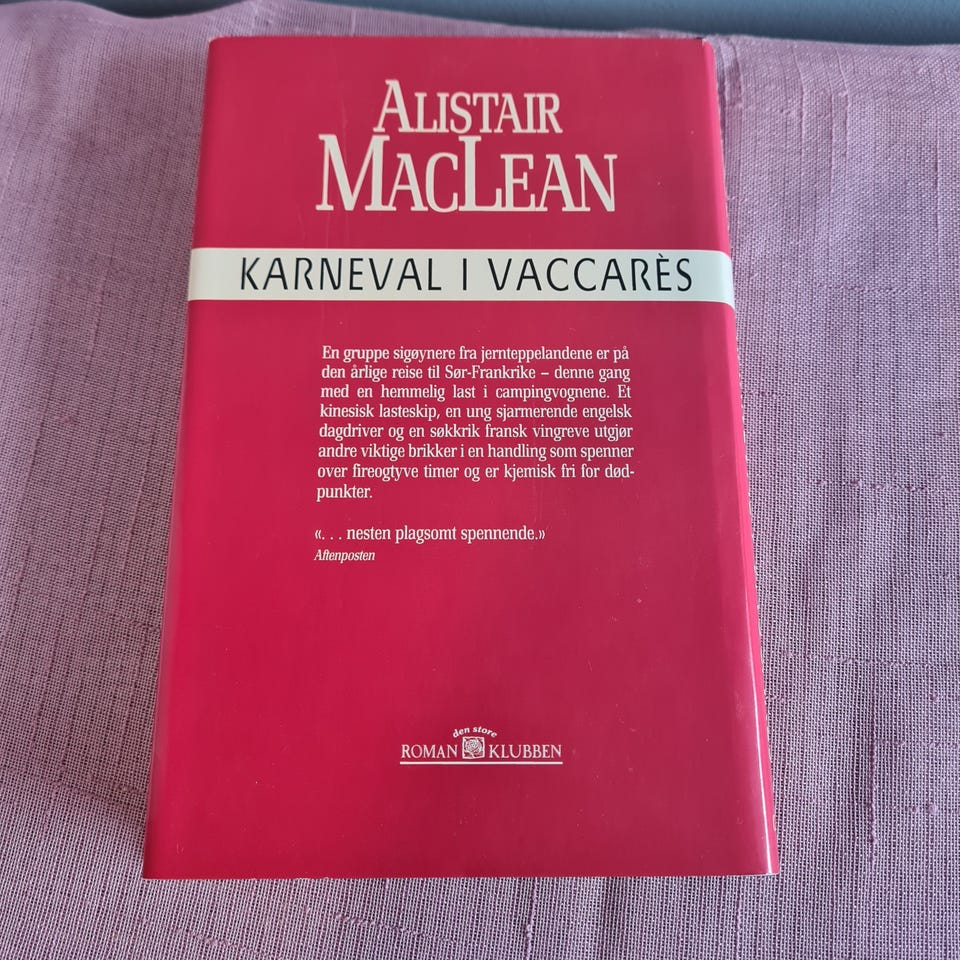 ALISTAIR
MACLEAN
KARNEVAL I VACCARÈS
En gruppe sigøynere fra jernteppelandene er på
den årlige reise til Sør-Frankrike – denne gang
med en hemmelig last i campingvognene. Et
kinesisk lasteskip, en ung sjarmerende engelsk
dagdriver og en søkkrik fransk vingreve utgjør
andre viktige brikker i en handling som spenner
over fireogtyve timer og er kjemisk fri for død-
punkter.
«. . . nesten plagsomt spennende.»
Aftenposten
den store
ROMAN KLUBBEN